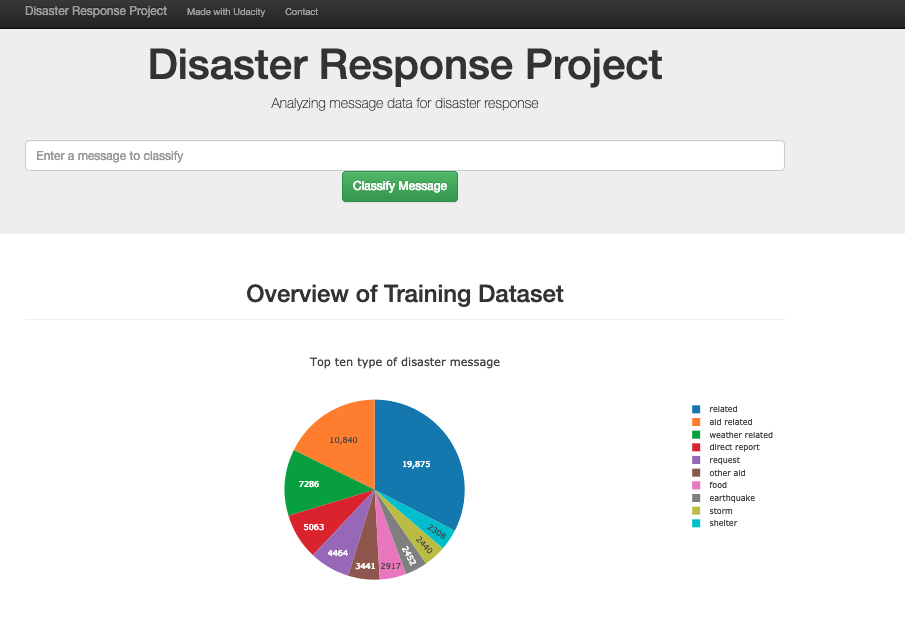 Disaster Response Project Made with Udacity Contact
Disaster Response Project
Analyzing message data for disaster response
Enter a message to classify
Classify Message
Overview of Training Dataset
Top ten type of disaster message
19,875
10,840
7286
5063
4464
3441
2917
2452
2440
2308
related
aid related
weather related
direct report
request
other aid
food
earthquake
storm
shelter